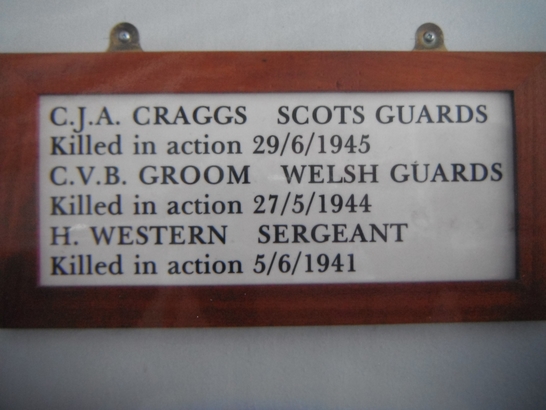 C.J.A. CRAGGS SCOTS GUARDS
Killed in action 29/6/1945
C.V.B. GROOM WELSH GUARDS
Killed in action 27/5/1944
H. WESTERN SERGEANT
Killed in action 5/6/1941